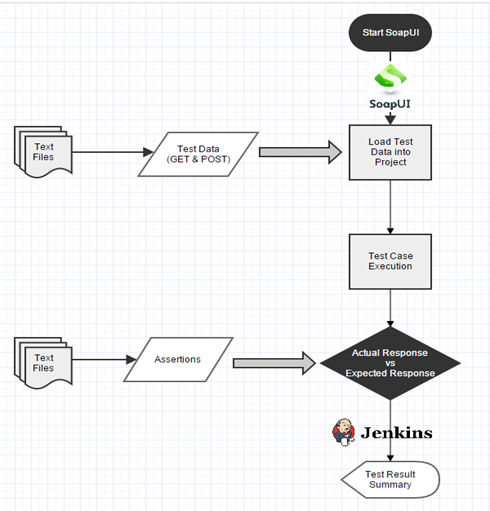 Start SoapUI
SoapUI
Text
Files
Test Data
(GET & POST)
Load Test
Data into
Project
Test Case
Execution
Text
Files
Assertions
Actual Response
vs
Expected Response
Jenkins
Test Result
Summary